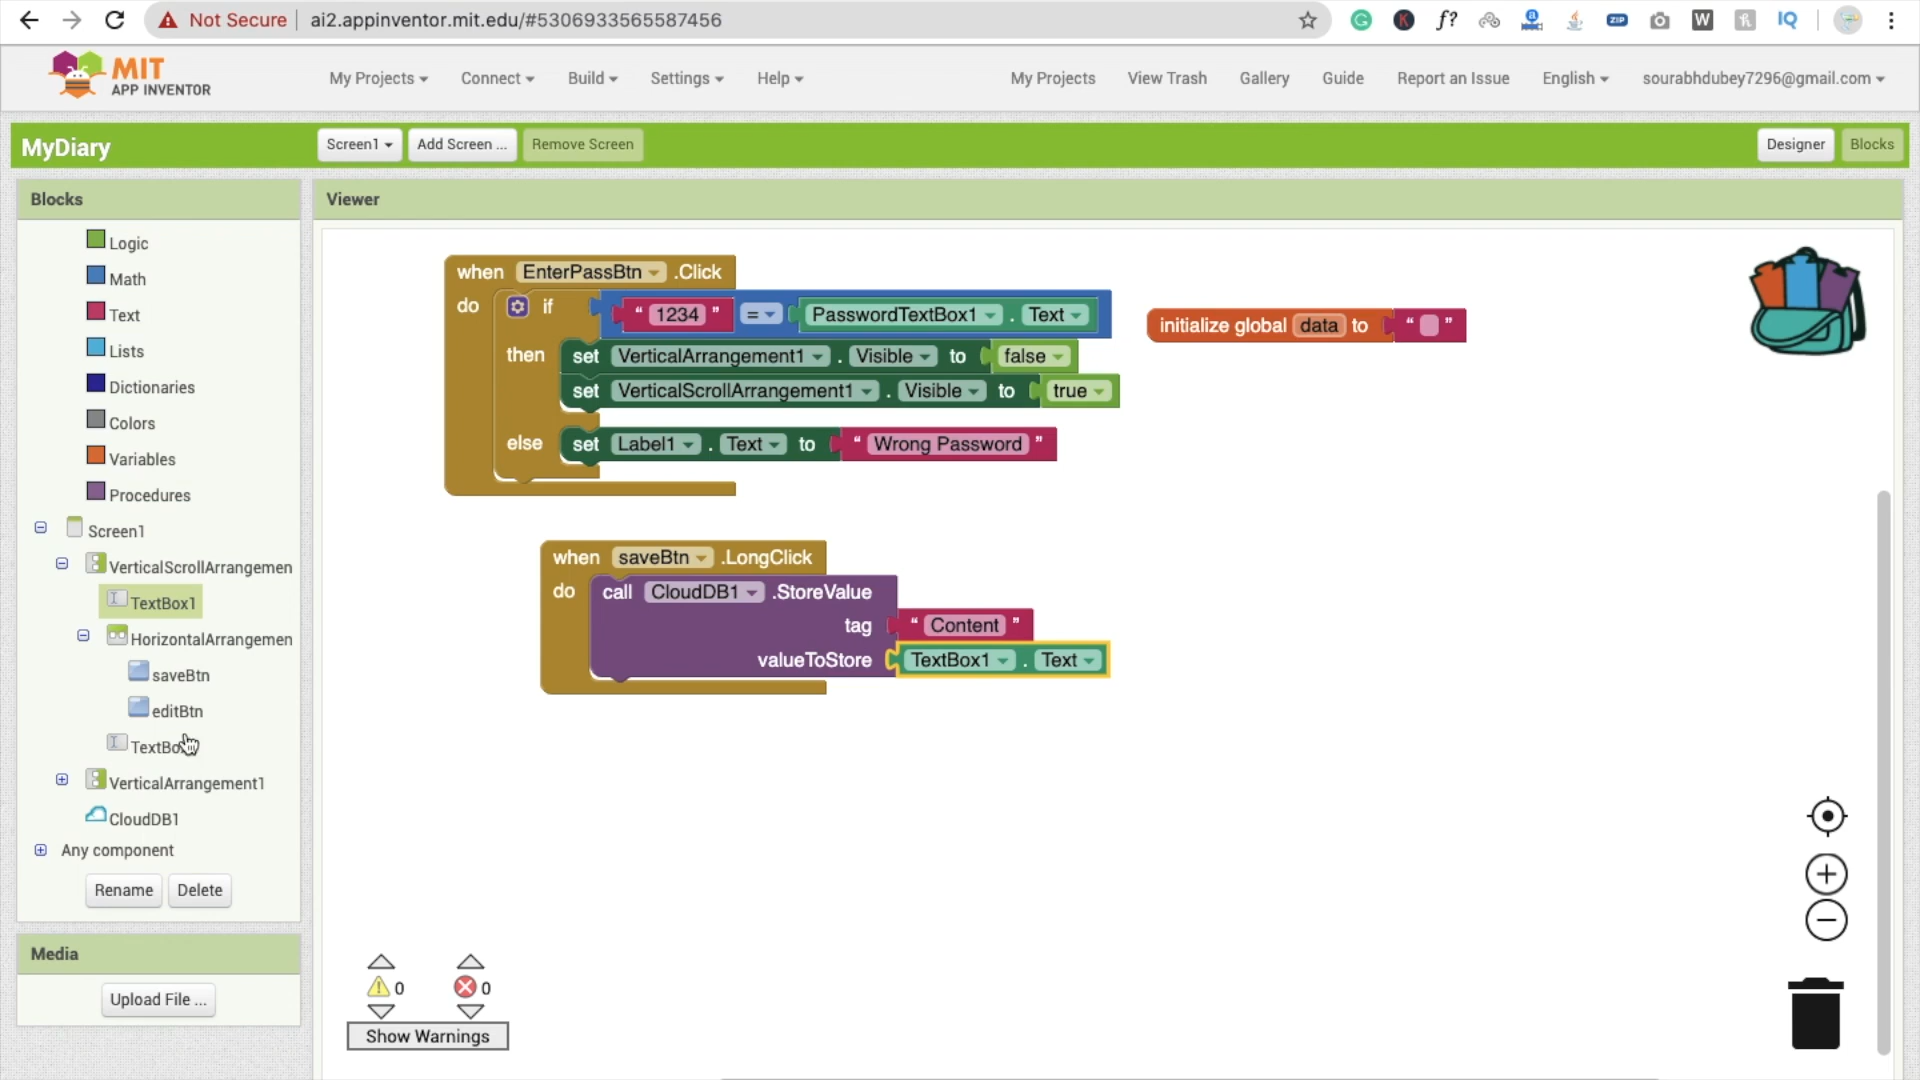 Not Secure | ai2.appinventor.mit.edu/#5306933565587456
MIT
APP INVENTOR
My Projects Connect Build Settings Help My Projects View Trash Gallery Guide Report an Issue English sourabhdubey7296@gmail.com
MyDiary Screen1 Add Screen ... Remove Screen Designer Blocks
Blocks Viewer
Logic
Math
Text
Lists
Dictionaries
Colors
Variables
Procedures
Screen1
VerticalScrollArrangemen
TextBox1
HorizontalArrangemen
saveBtn
editBtn
VerticalArrangement1
CloudDB1
Any component
Rename Delete
Media
Upload File ...
when EnterPassBtn .Click
do if “ 1234 ” = PasswordTextBox1 . Text
then set VerticalArrangement1 . Visible to false
set VerticalScrollArrangement1 . Visible to true
else set Label1 . Text to “ Wrong Password ”
initialize global data to “ ”
when saveBtn .LongClick
do call CloudDB1 .StoreValue
tag “ Content ”
valueToStore TextBox1 . Text
0 0
Show Warnings